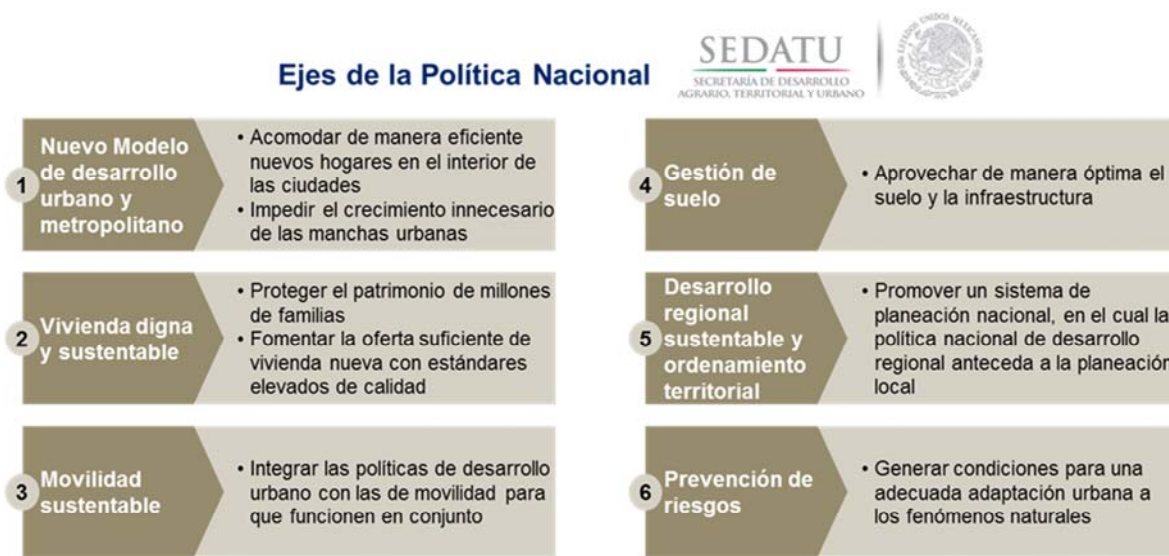 Ejes de la Política Nacional
SEDATU
SECRETARÍA DE DESARROLLO
AGRARIO, TERRITORIAL Y URBANO
ESTADOS UNIDOS MEXICANOS
1
Nuevo Modelo
de desarrollo
urbano y
metropolitano
• Acomodar de manera eficiente
nuevos hogares en el interior de
las ciudades
• Impedir el crecimiento innecesario
de las manchas urbanas
2
Vivienda digna
y sustentable
• Proteger el patrimonio de millones
de familias
• Fomentar la oferta suficiente de
vivienda nueva con estándares
elevados de calidad
3
Movilidad
sustentable
• Integrar las políticas de desarrollo
urbano con las de movilidad para
que funcionen en conjunto
4
Gestión de
suelo
• Aprovechar de manera óptima el
suelo y la infraestructura
5
Desarrollo
regional
sustentable y
ordenamiento
territorial
• Promover un sistema de
planeación nacional, en el cual la
política nacional de desarrollo
regional anteceda a la planeación
local
6
Prevención de
riesgos
• Generar condiciones para una
adecuada adaptación urbana a
los fenómenos naturales